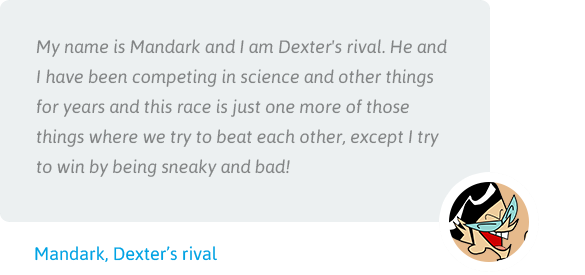 My name is Mandark and I am Dexter's rival. He and
I have been competing in science and other things
for years and this race is just one more of those
things where we try to beat each other, except I try
to win by being sneaky and bad!
Mandark, Dexter’s rival